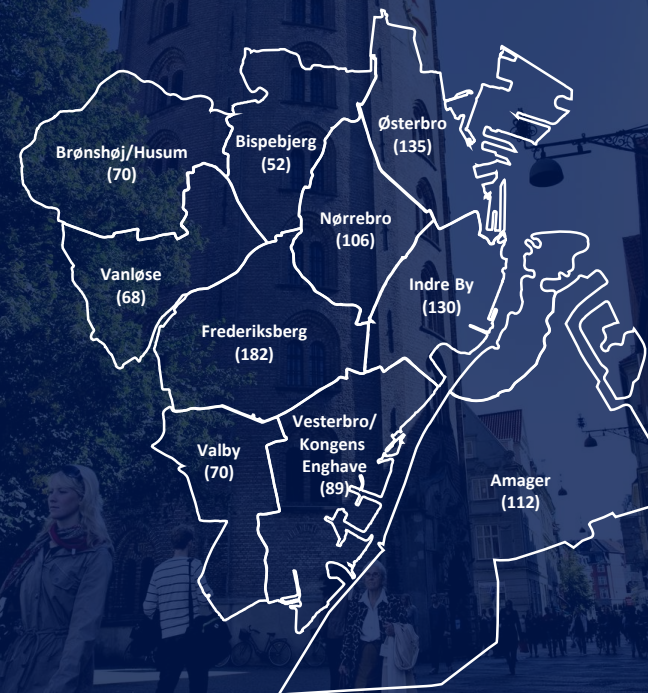 Østerbro
(135)
Brønshøj/Husum
(70)
Bispebjerg
(52)
Nørrebro
(106)
Vanløse
(68)
Indre By
(130)
Frederiksberg
(182)
Vesterbro/
Kongens
Enghave
(89)
Valby
(70)
Amager
(112)